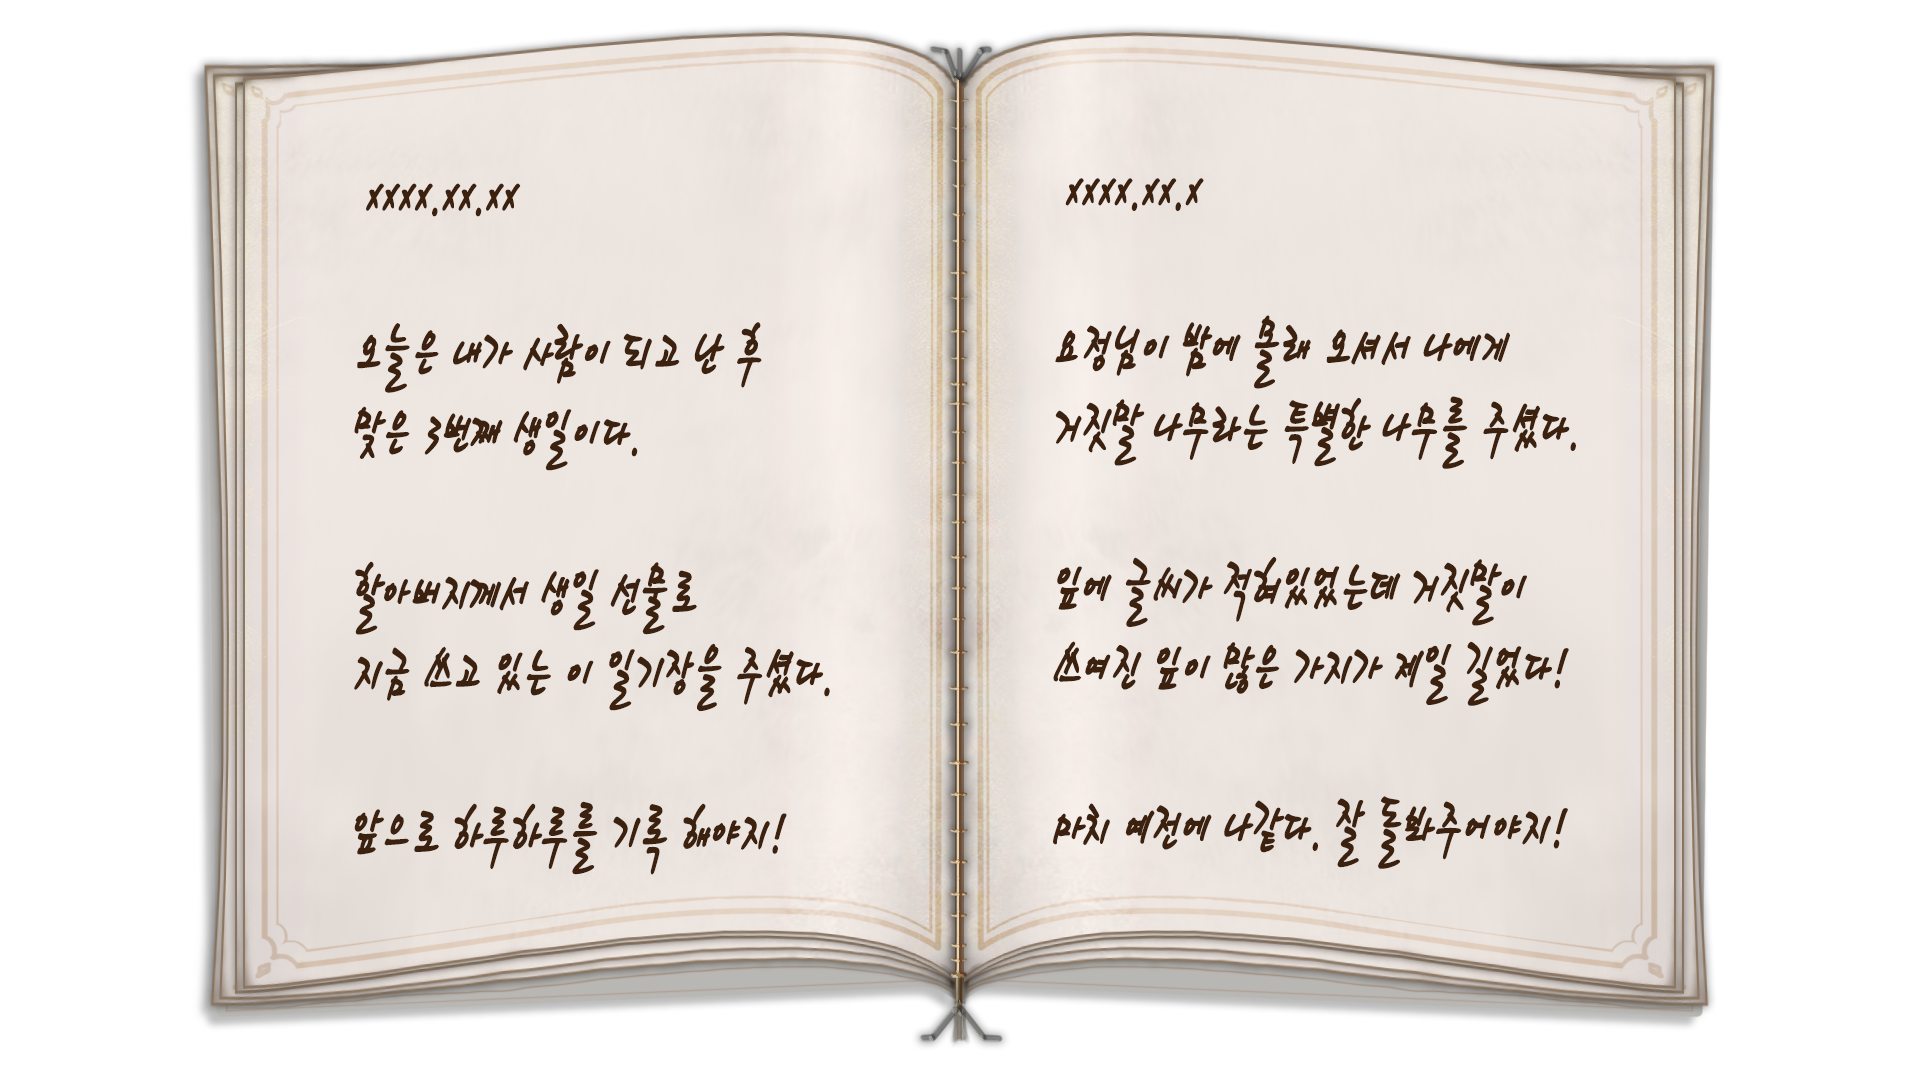 xxxx.xx.xx
오늘은 내가 사람이 되고 난 후
맞은 3번째 생일이다.
할아버지께서 생일 선물로
지금 쓰고 있는 이 일기장을 주셨다.
앞으로 하루하루를 기록 해야지!
xxxx.xx.x
요정님이 밤에 몰래 오셔서 나에게
거짓말 나무라는 특별한 나무를 주셨다.
잎에 글씨가 적혀있었는데 거짓말이
쓰여진 잎이 많은 가지가 제일 길었다!
마치 예전에 나같다. 잘 돌봐주어야지!